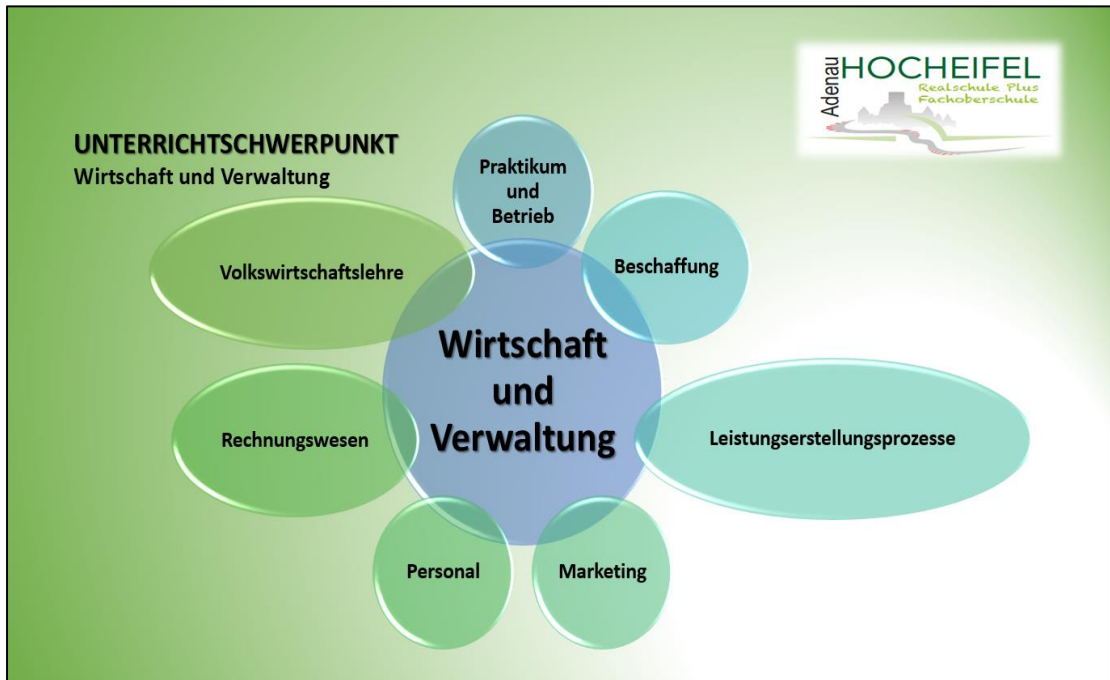 UNTERRICHTSCHWERPUNKT
Wirtschaft und Verwaltung
Adenau
HOCHEIFEL
Realschule Plus
Fachoberschule
Praktikum
und
Betrieb
Beschaffung
Volkswirtschaftslehre
Wirtschaft
und
Verwaltung
Rechnungswesen
Leistungserstellungsprozesse
Personal
Marketing